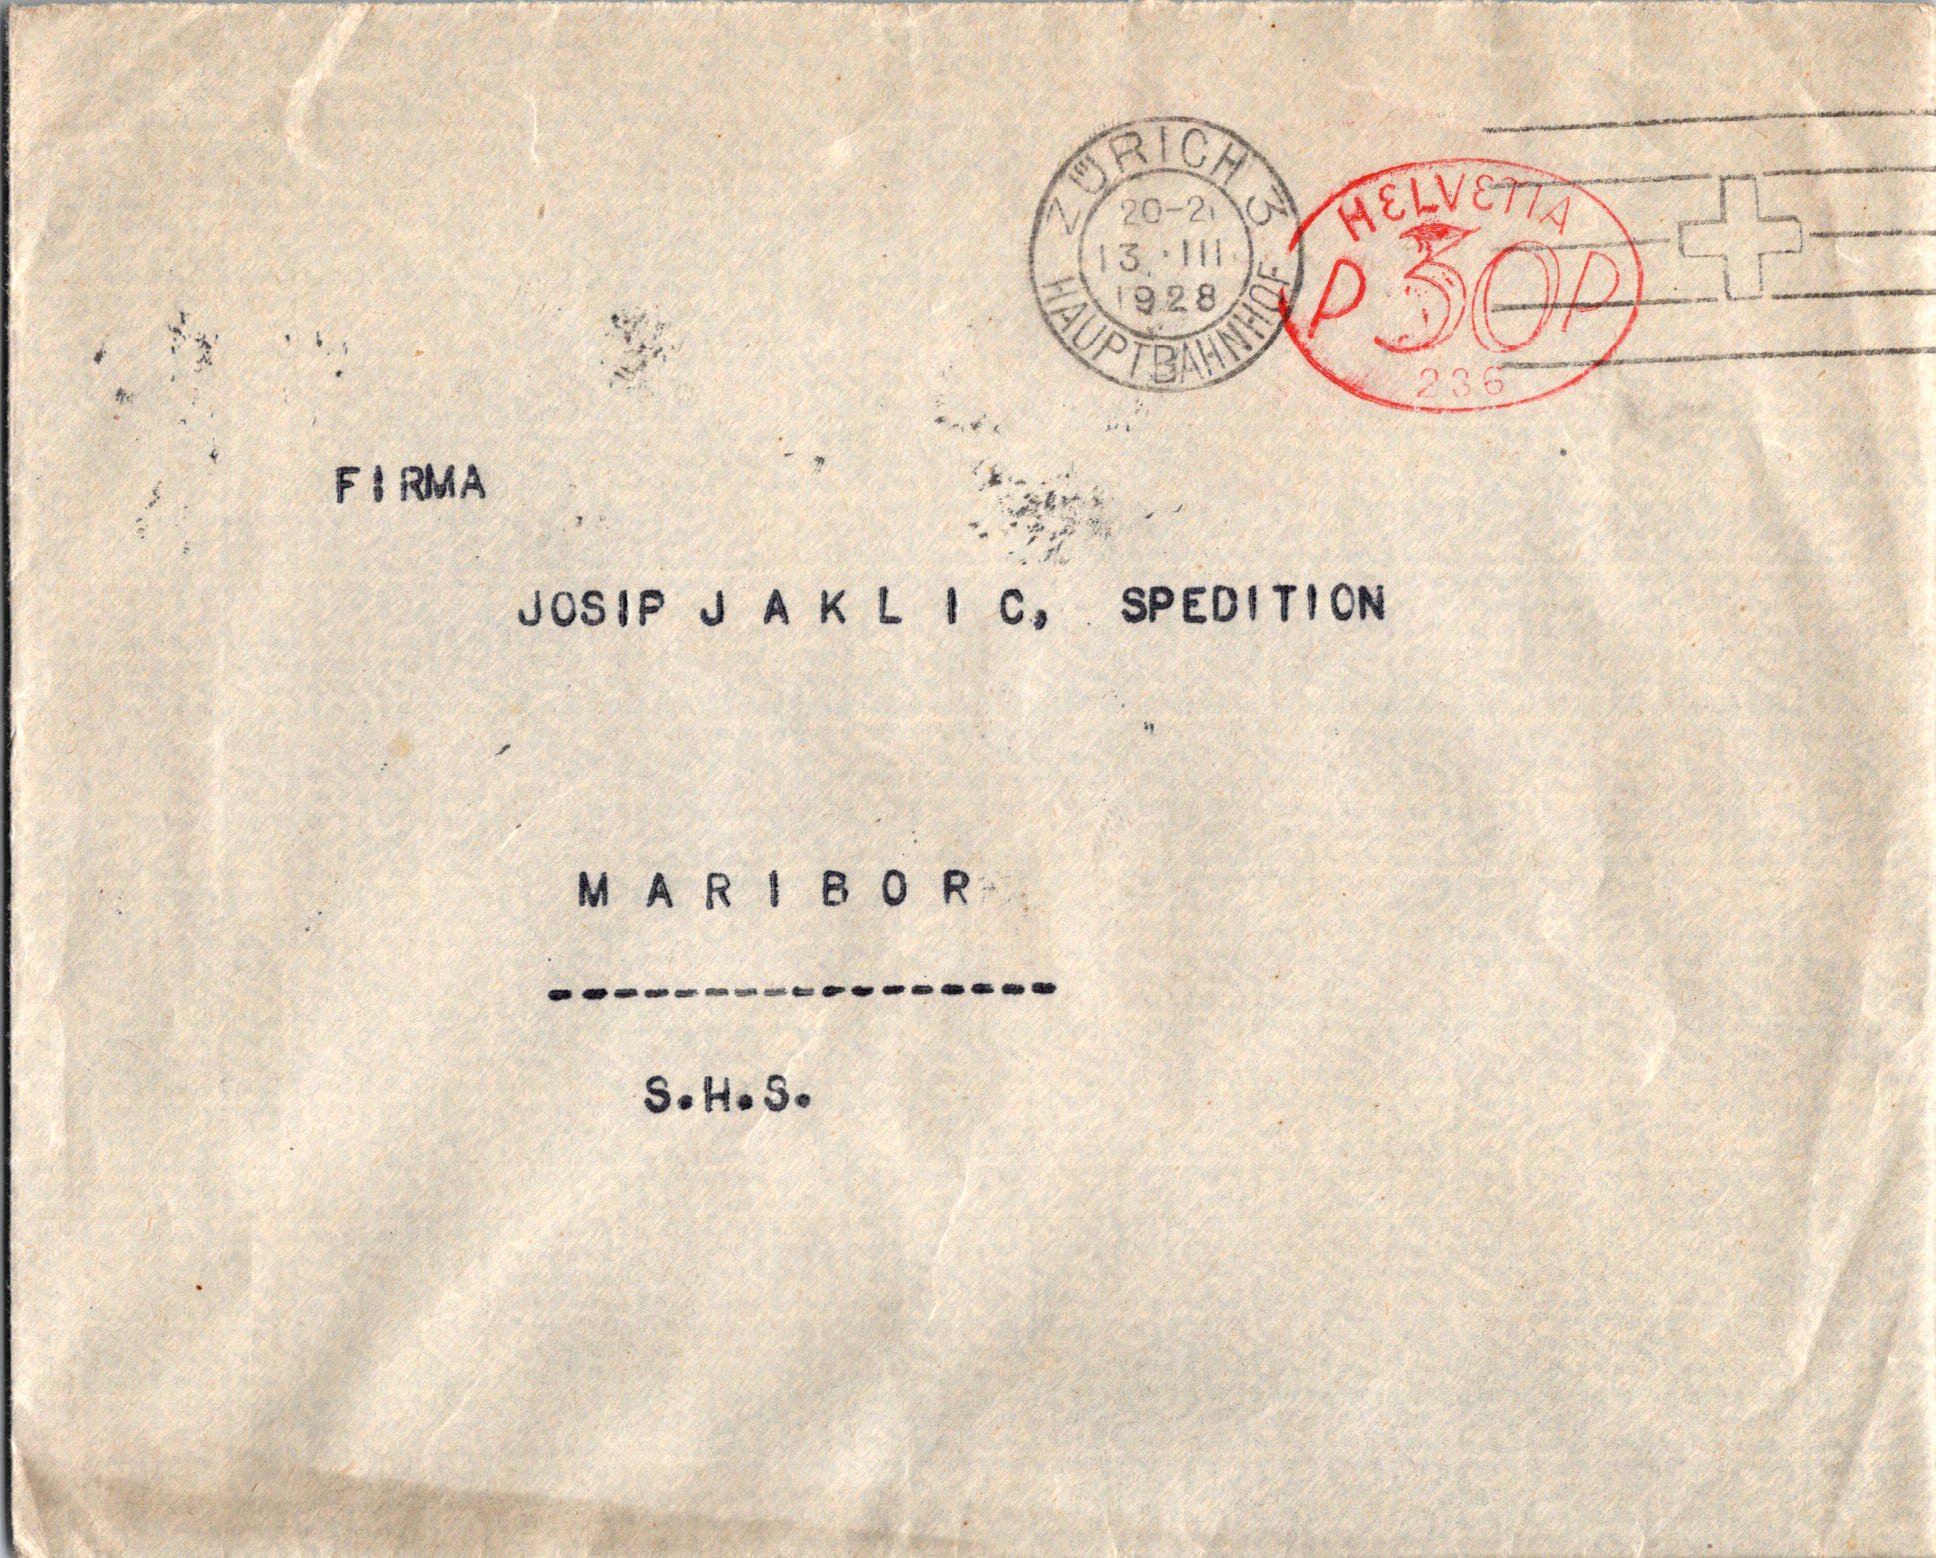 ZÜRICH 3
20-21
13.III.
1928
HAUPTBAHNHOF
HELVETIA
P 30 P
236
FIRMA
JOSIP J A K L I C, SPEDITION
M A R I B O R
-----------------
S.H.S.